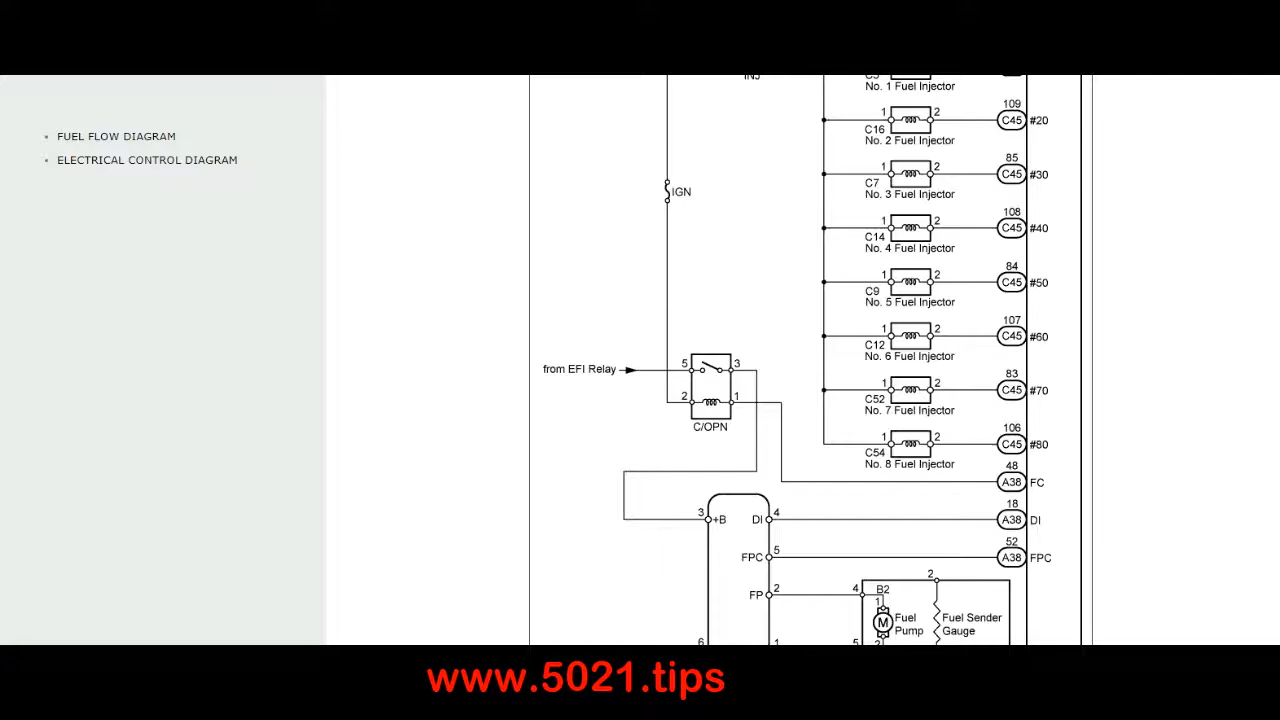 FUEL FLOW DIAGRAM
ELECTRICAL CONTROL DIAGRAM
INJ
No. 1 Fuel Injector
109
1 2
C16 C45 #20
No. 2 Fuel Injector
85
1 2
C7 C45 #30
No. 3 Fuel Injector
IGN
108
1 2
C14 C45 #40
No. 4 Fuel Injector
84
1 2
C9 C45 #50
No. 5 Fuel Injector
107
1 2
C12 C45 #60
No. 6 Fuel Injector
from EFI Relay 5 3
2 1
C/OPN
83
1 2
C52 C45 #70
No. 7 Fuel Injector
106
1 2
C54 C45 #80
No. 8 Fuel Injector
48
A38 FC
18
3 +B DI 4 A38 DI
52
FPC 5 A38 FPC
2
FP 2 4 B2
1
M Fuel Pump
Fuel Sender Gauge
6 1 5 2
www.5021.tips